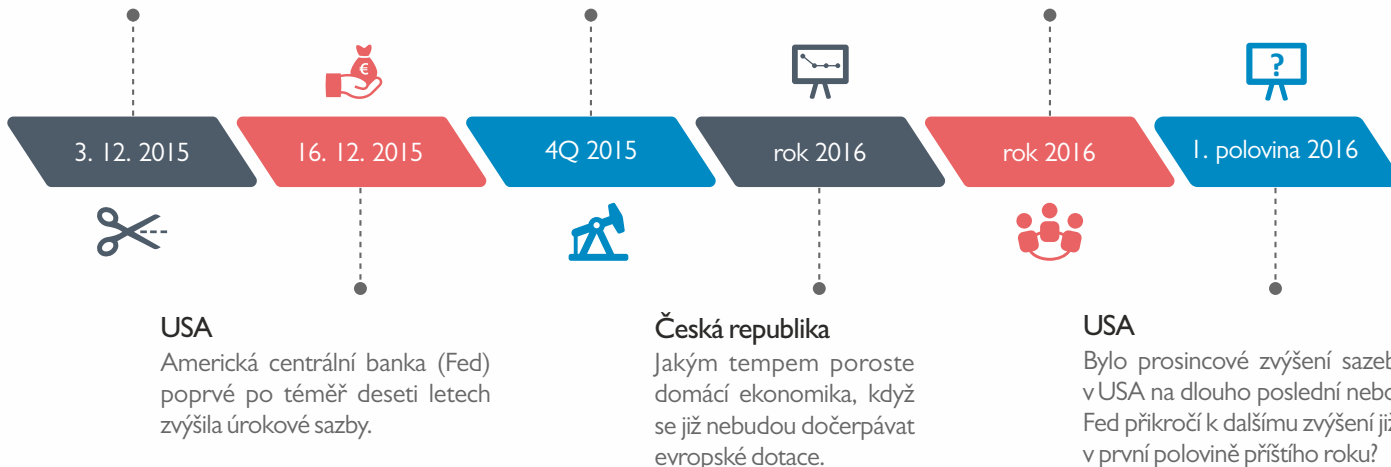 €
?
3. 12. 2015
16. 12. 2015
4Q 2015
rok 2016
rok 2016
1. polovina 2016
USA
Americká centrální banka (Fed)
poprvé po téměř deseti letech
zvýšila úrokové sazby.
Česká republika
Jakým tempem poroste
domácí ekonomika, když
se již nebudou dočerpávat
evropské dotace.
USA
Bylo prosincové zvýšení sazeb
v USA na dlouho poslední nebo
Fed přikročí k dalšímu zvýšení již
v první polovině příštího roku?